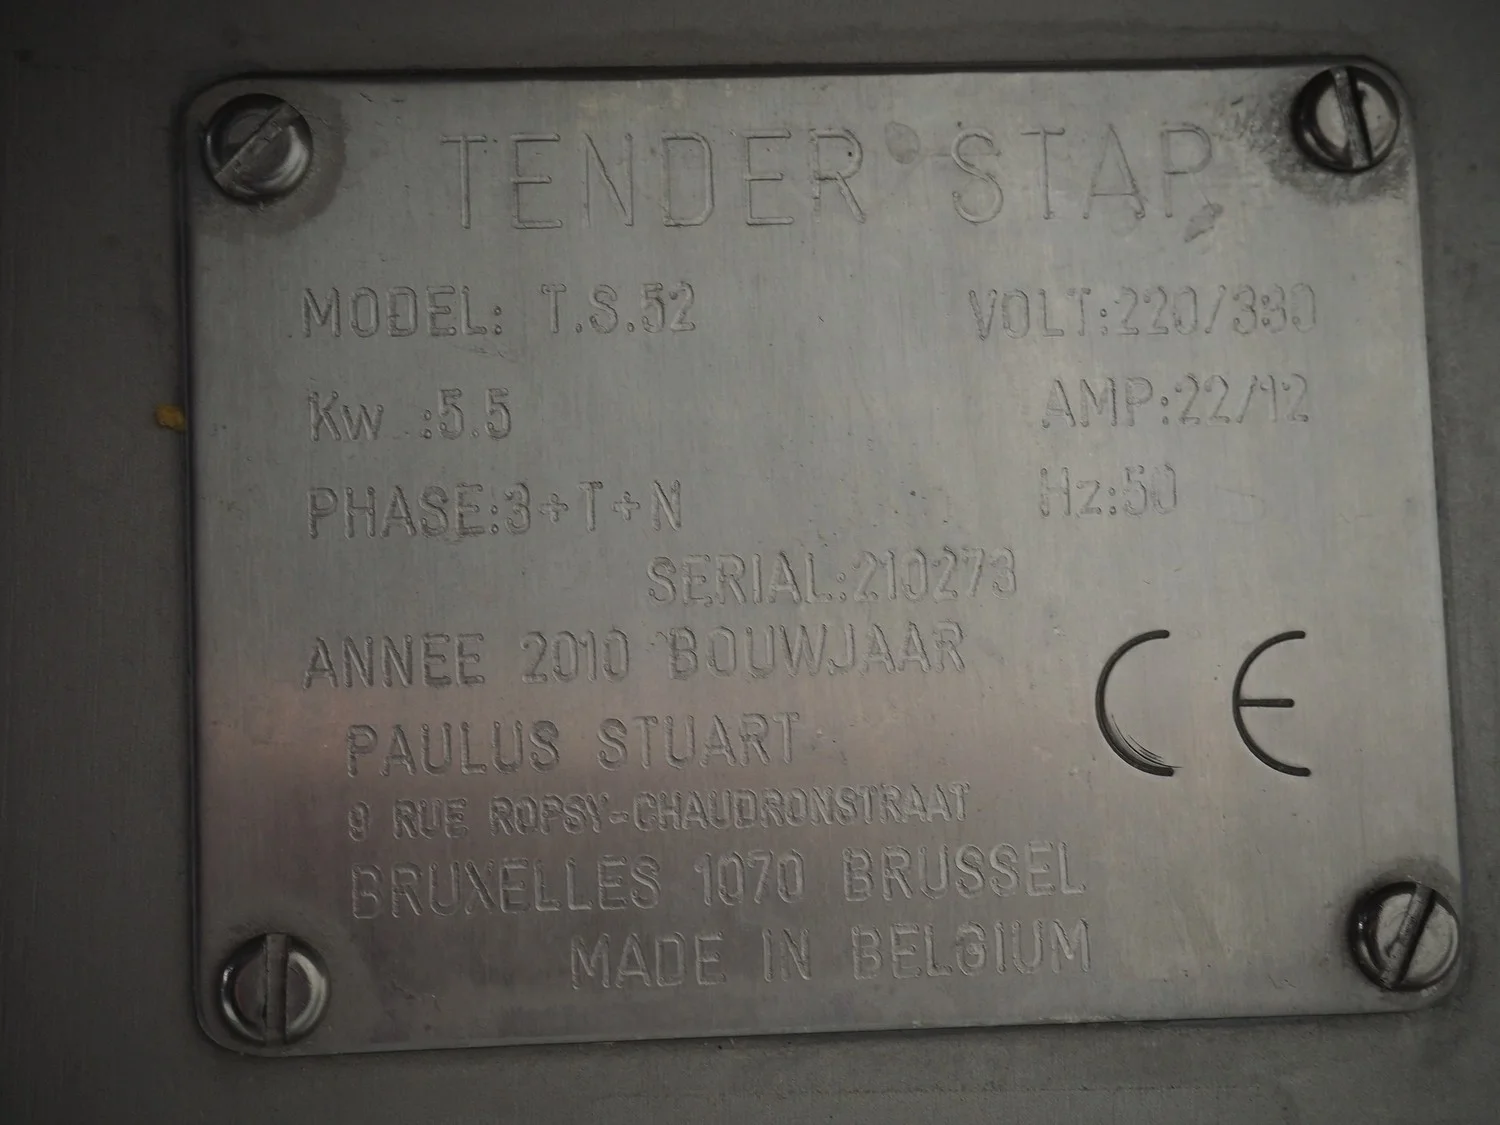 TENDER STAR
MODEL: T.S.52 VOLT:220/380
Kw :5.5 AMP:22/12
PHASE:3+T+N Hz:50
SERIAL:210273
ANNEE 2010 BOUWJAAR
PAULUS STUART
9 RUE ROPSY-CHAUDRONSTRAAT
BRUXELLES 1070 BRUSSEL
MADE IN BELGIUM
CE